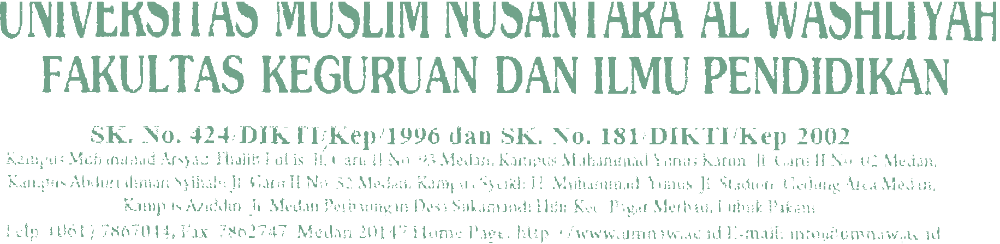 UNIVERSITAS MUSLIM NUSANTARA AL WASHLIYAH
FAKULTAS KEGURUAN DAN ILMU PENDIDIKAN
SK. No. 424/DIKTI/Kep/1996 dan SK. No. 181/DIKTI/Kep 2002
Kampus Muhammad Arsyad Thalib Lubis Jl. Garu II No. 93 Medan, Kampus Muhammad Yunus Karim Jl. Garu II No. 02 Medan,
Kampus Abdurrahman Syihab Jl. Garu II No. 52 Medan, Kampus Syeikh H. Muhammad Yunus Jl. Stadion Gedung Arca Medan,
Kampus Azuddin Jl. Medan Perbaungan Desa Sukamandi Hilir Kec. Pagar Merbau, Lubuk Pakam
Telp. (061) 7867044, Fax. 7862747 Medan 20147 Home Page: http://www.umnaw.ac.id E-mail: info@umnaw.ac.id